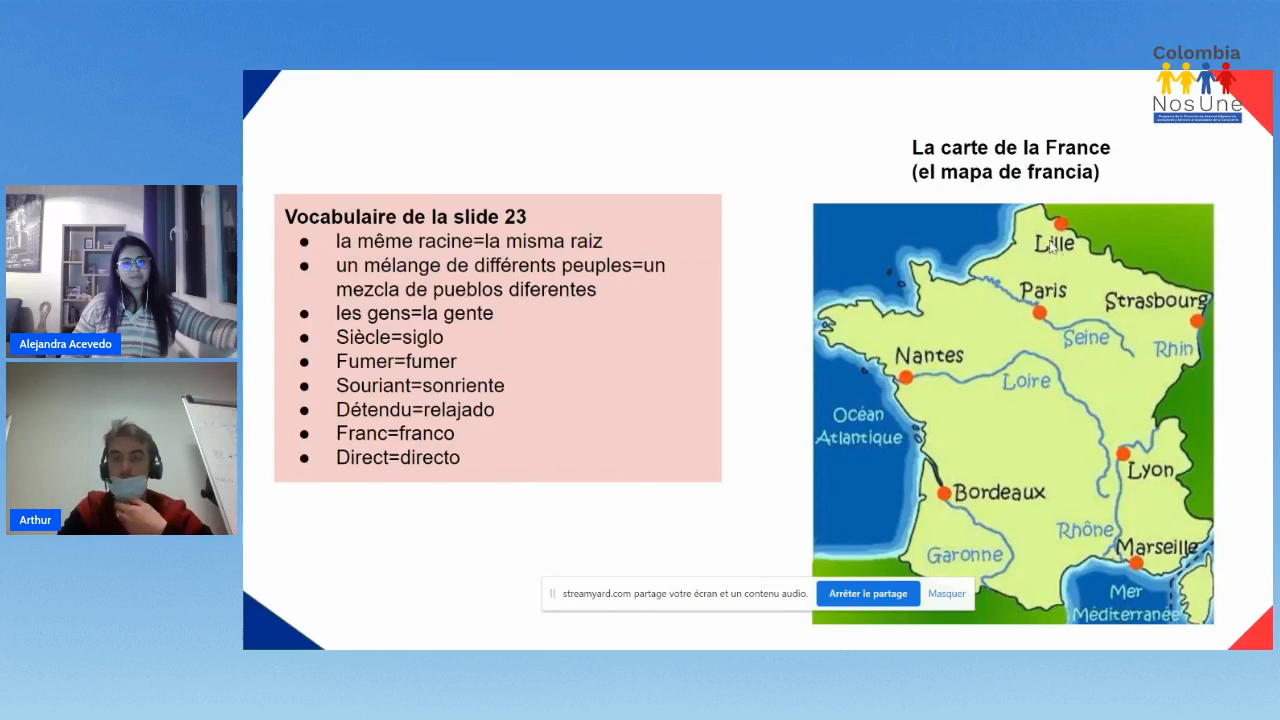 Colombia
NosUne
La carte de la France
(el mapa de francia)
Vocabulaire de la slide 23
● la même racine=la misma raiz
● un mélange de différents peuples=un
mezcla de pueblos diferentes
● les gens=la gente
● Siècle=siglo
● Fumer=fumer
● Souriant=sonriente
● Détendu=relajado
● Franc=franco
● Direct=directo
Lille
Paris
Strasbourg
Seine
Rhin
Nantes
Loire
Océan
Atlantique
Lyon
Bordeaux
Rhône
Garonne
Marseille
Mer
Méditerranée
Alejandra Acevedo
Arthur
streamyard.com partage votre écran et un contenu audio.
Arrêter le partage
Masquer